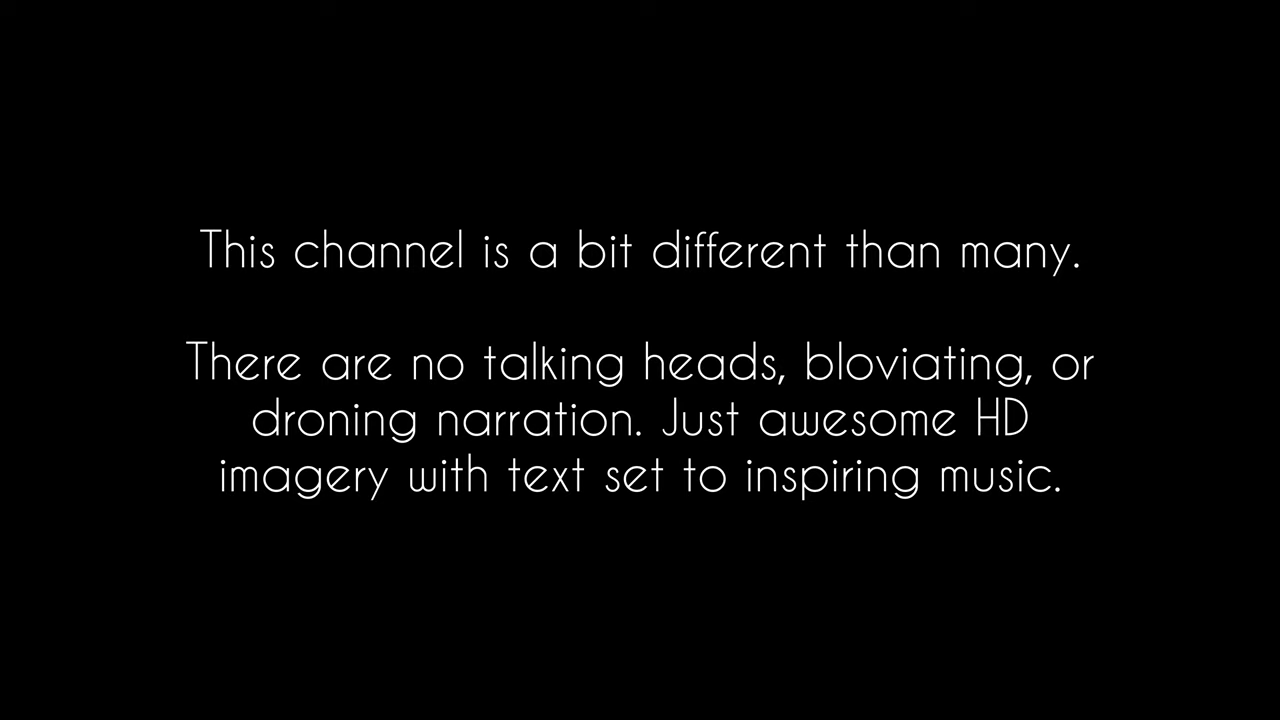 This channel is a bit different than many.
There are no talking heads, bloviating, or
droning narration. Just awesome HD
imagery with text set to inspiring music.